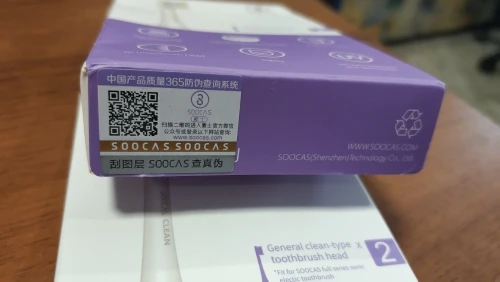 中国产品质量365防伪查询系统
SOOCAS
扫描二维码进入素士官方微信
公众号或登录以下网站查询:
www.soocas.com
SOOCAS SOOCAS
刮图层 SOOCAS 查真伪
WWW.SOOCAS.COM
SOOCAS(Shenzhen)Technology Co., Ltd.
CLEAN
General clean-type
toothbrush head
x 2
*Fit for SOOCAS full series sonic
electric toothbrush